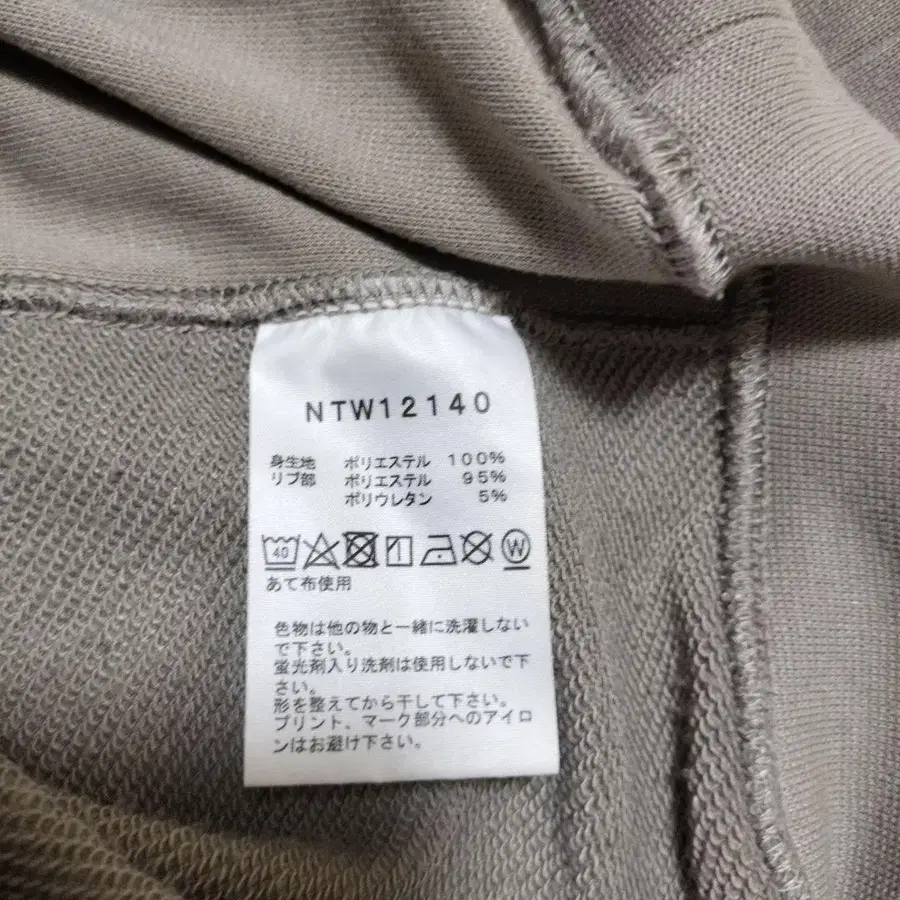 NTW12140
身生地 ポリエステル 100%
リブ部 ポリエステル 95%
ポリウレタン 5%
40 W
あて布使用
色物は他の物と一緒に洗濯しない
で下さい。
蛍光剤入り洗剤は使用しないで下
さい。
形を整えてから干して下さい。
プリント、マーク部分へのアイロ
ンはお避け下さい。